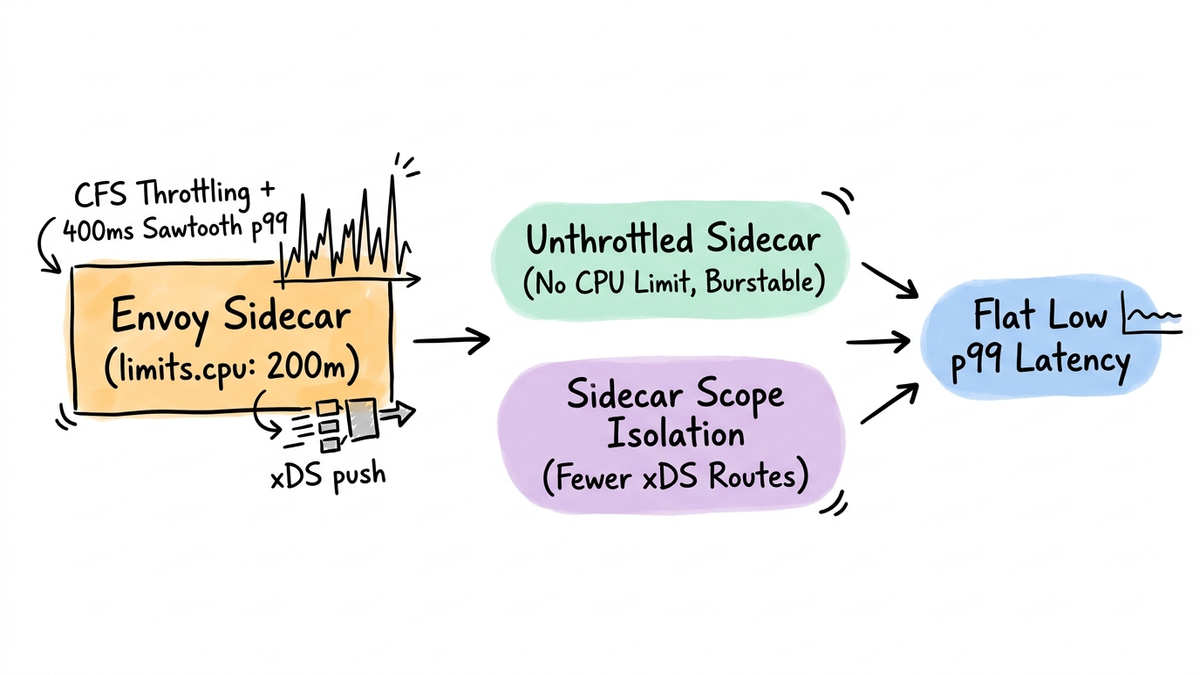 CFS Throttling +
400ms Sawtooth p99
Envoy Sidecar
(limits.cpu: 200m)
xDS push
Unthrottled Sidecar
(No CPU Limit, Burstable)
Sidecar Scope
Isolation
(Fewer xDS Routes)
Flat Low
p99 Latency